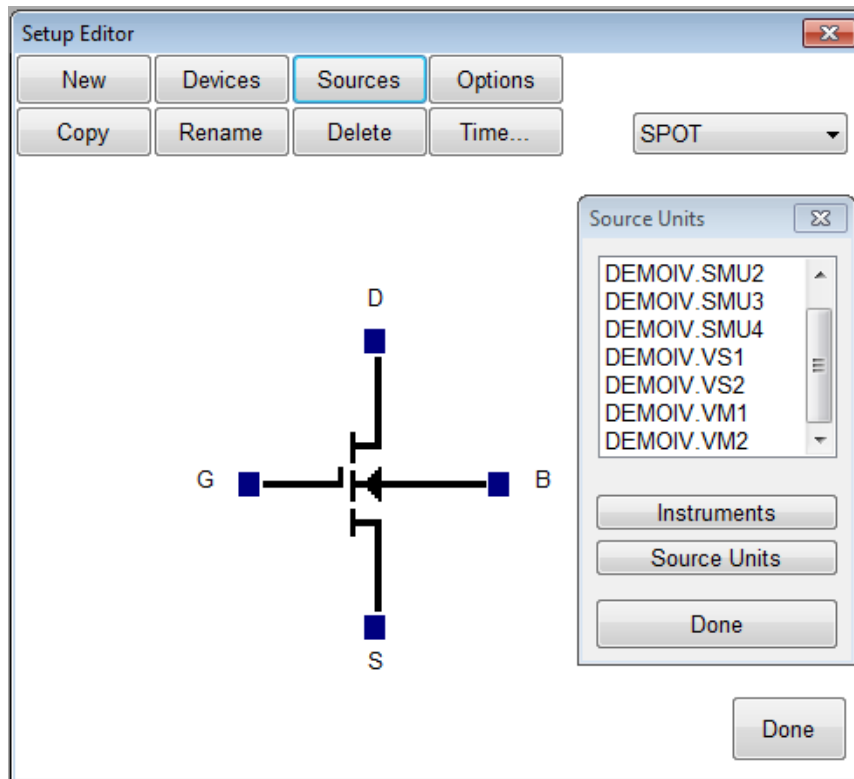 Setup Editor
New Devices Sources Options
Copy Rename Delete Time... SPOT
Source Units
DEMOIV.SMU2
DEMOIV.SMU3
DEMOIV.SMU4
DEMOIV.VS1
DEMOIV.VS2
DEMOIV.VM1
DEMOIV.VM2
D
G B
S
Instruments
Source Units
Done
Done